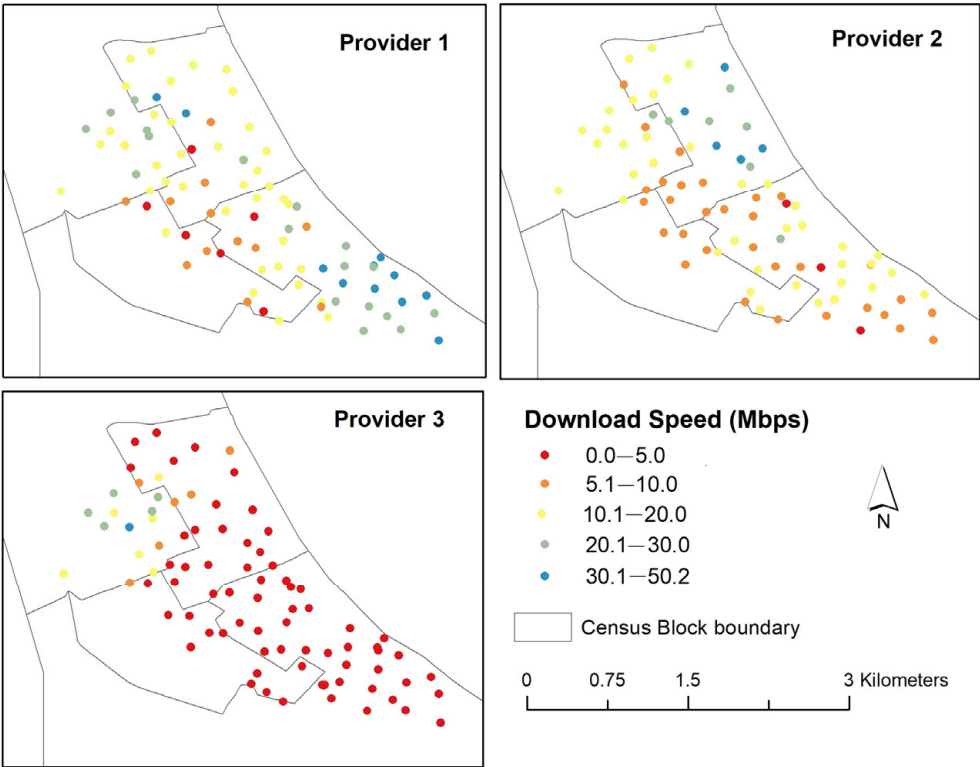 Provider 1
Provider 2
Provider 3
Download Speed (Mbps)
0.0—5.0
5.1—10.0
10.1—20.0
20.1—30.0
30.1—50.2
N
Census Block boundary
0 0.75 1.5 3 Kilometers